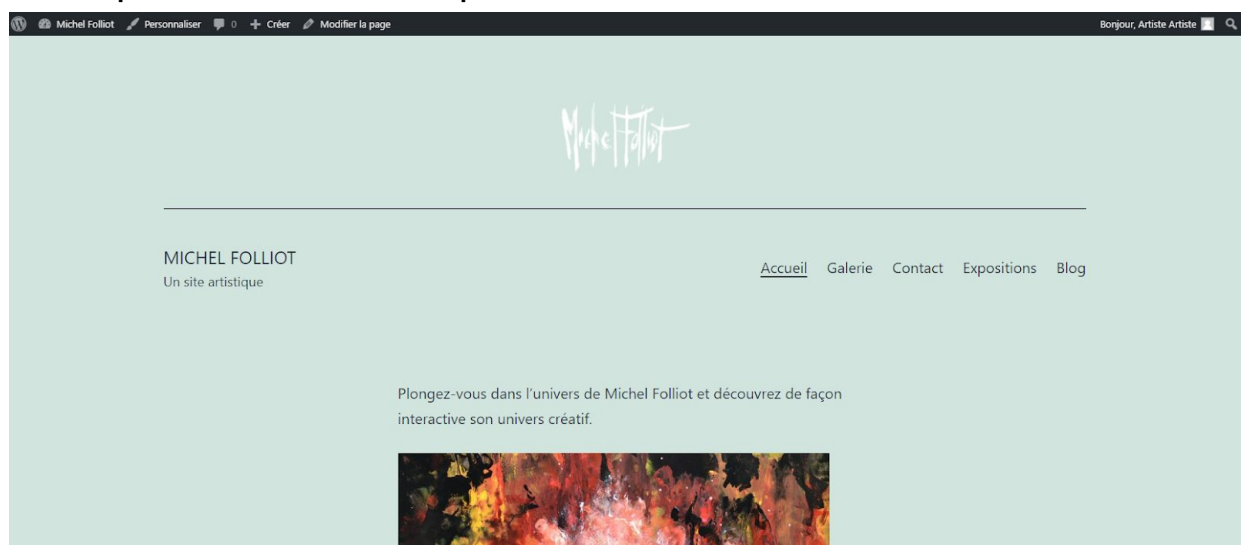 Michel Folliot Personnaliser 0 Créer Modifier la page Bonjour, Artiste Artiste
Michel Folliot
MICHEL FOLLIOT
Un site artistique
Accueil Galerie Contact Expositions Blog
Plongez-vous dans l'univers de Michel Folliot et découvrez de façon
interactive son univers créatif.